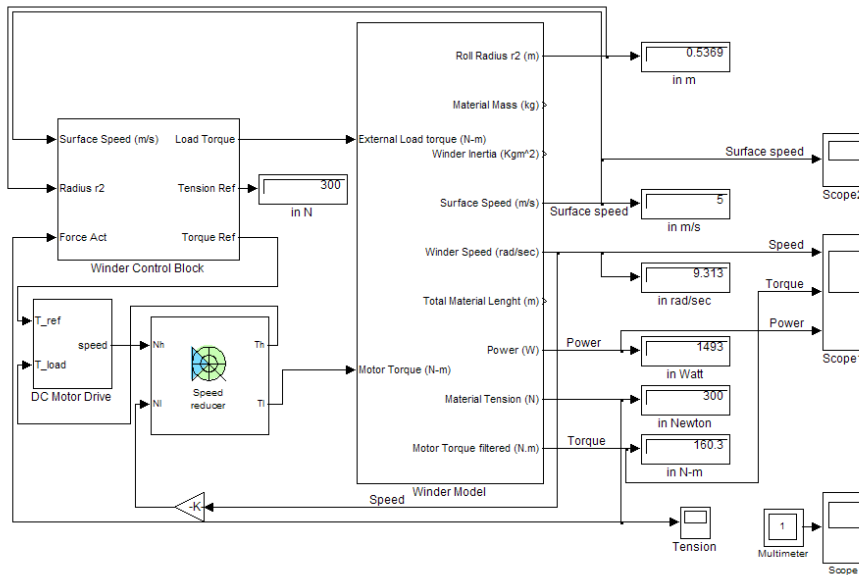 Roll Radius r2 (m)
0.5369
in m
Material Mass (kg)
Surface Speed (m/s)
Load Torque
External Load torque (N-m)
Winder Inertia (Kgm^2)
Surface speed
Scope2
Radius r2
Tension Ref
300
in N
Surface Speed (m/s)
Surface speed
5
in m/s
Force Act
Torque Ref
Winder Control Block
Winder Speed (rad/sec)
Speed
9.313
in rad/sec
Torque
Total Material Lenght (m)
T_ref
speed
T_load
DC Motor Drive
Nh
Th
Nl
Tl
Speed
reducer
Power (W)
Power
Power
1493
in Watt
Scope1
Motor Torque (N-m)
Material Tension (N)
300
in Newton
Motor Torque filtered (N.m)
Torque
160.3
in N-m
Winder Model
-K
Speed
Tension
1
Multimeter
Scope